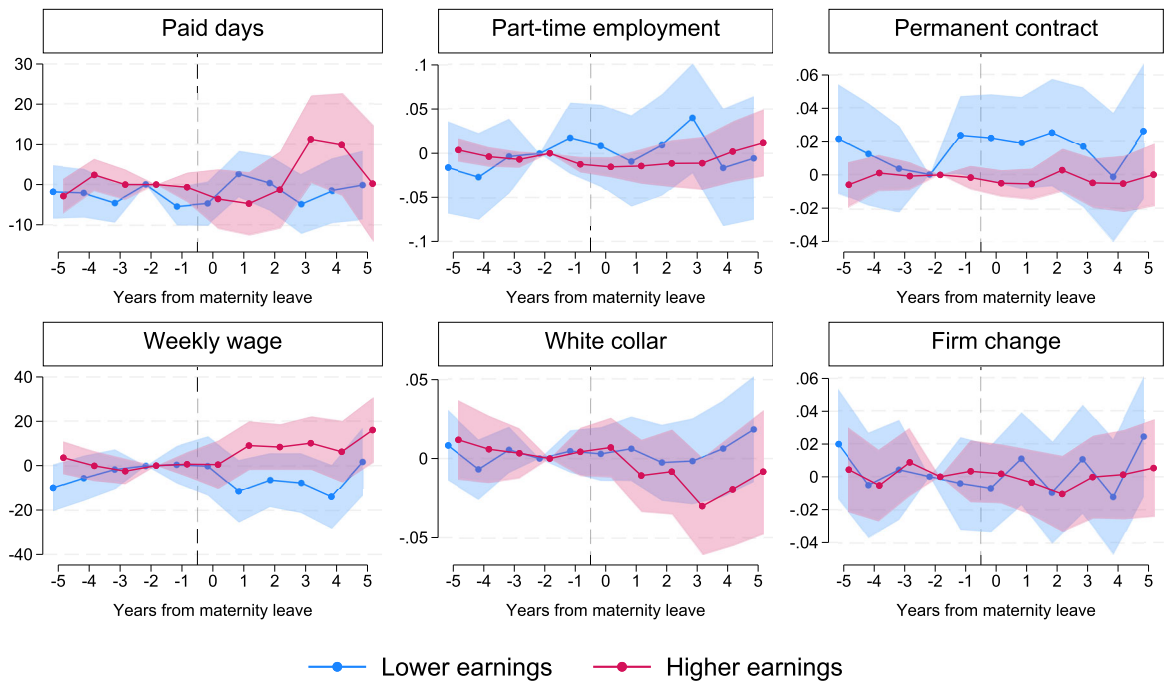 Paid days
30
20
10
0
-10
-5 -4 -3 -2 -1 0 1 2 3 4 5
Years from maternity leave
Part-time employment
.1
.05
0
-.05
-.1
-5 -4 -3 -2 -1 0 1 2 3 4 5
Years from maternity leave
Permanent contract
.06
.04
.02
0
-.02
-.04
-5 -4 -3 -2 -1 0 1 2 3 4 5
Years from maternity leave
Weekly wage
40
20
0
-20
-40
-5 -4 -3 -2 -1 0 1 2 3 4 5
Years from maternity leave
White collar
.05
0
-.05
-5 -4 -3 -2 -1 0 1 2 3 4 5
Years from maternity leave
Firm change
.06
.04
.02
0
-.02
-.04
-5 -4 -3 -2 -1 0 1 2 3 4 5
Years from maternity leave
Lower earnings Higher earnings